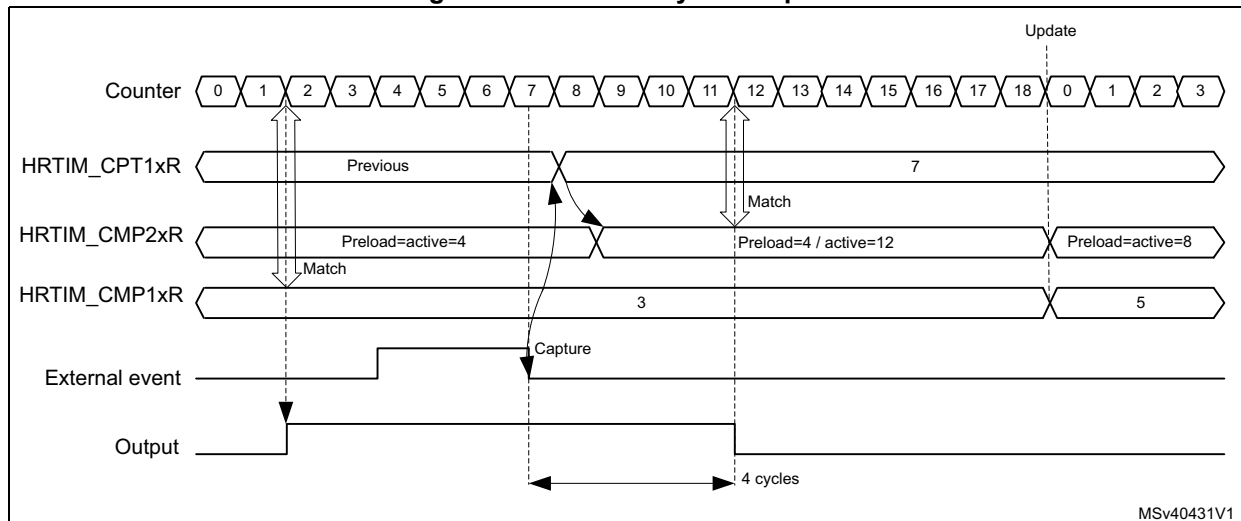 Update
Counter 0 1 2 3 4 5 6 7 8 9 10 11 12 13 14 15 16 17 18 0 1 2 3
HRTIM_CPT1xR Previous 7
Match
HRTIM_CMP2xR Preload=active=4 Preload=4 / active=12 Preload=active=8
Match
HRTIM_CMP1xR 3 5
Capture
External event
Output
4 cycles
MSv40431V1